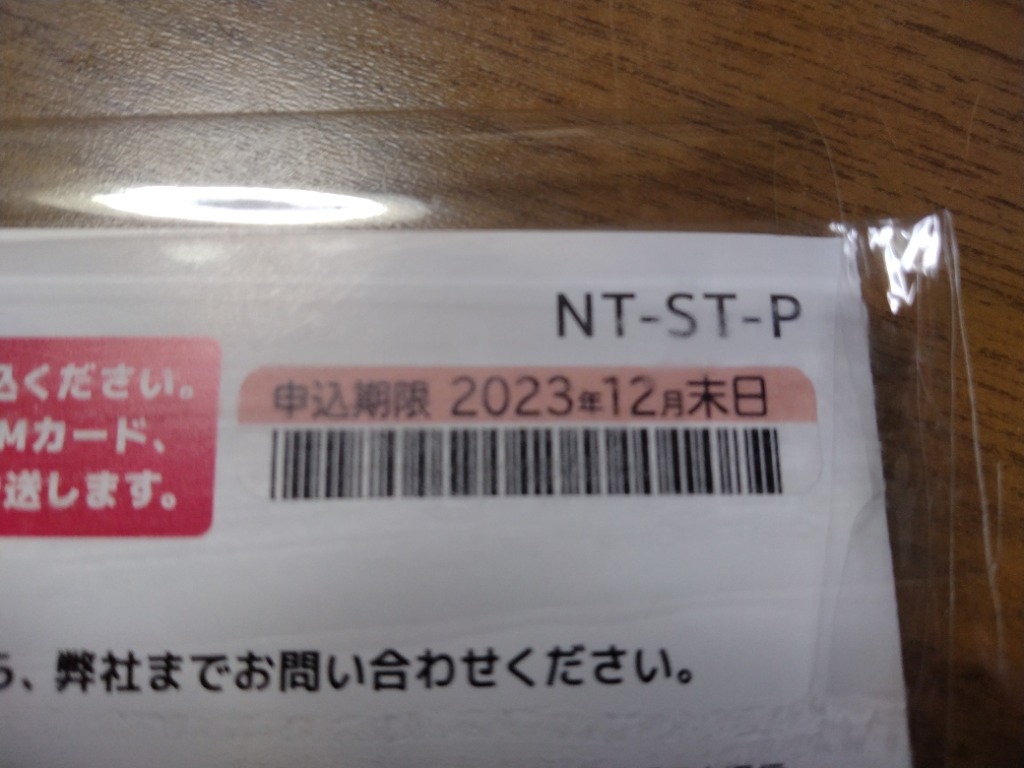 NT-ST-P
込ください。
申込期限 2023年12月末日
Mカード、
送します。
、弊社までお問い合わせください。